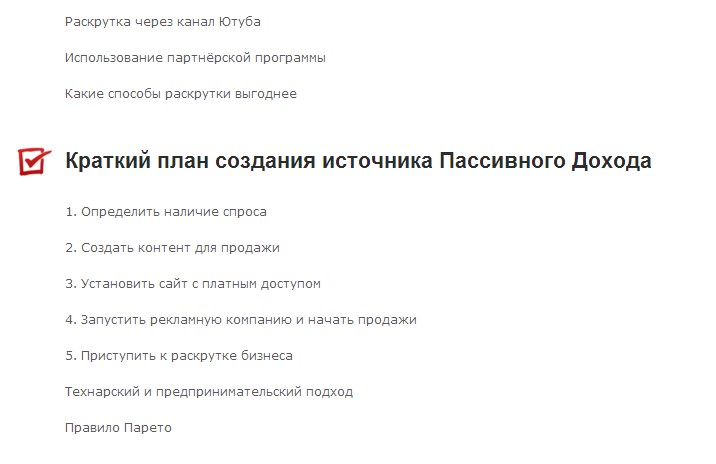 Раскрутка через канал Ютуба
Использование партнёрской программы
Какие способы раскрутки выгоднее
Краткий план создания источника Пассивного Дохода
1. Определить наличие спроса
2. Создать контент для продажи
3. Установить сайт с платным доступом
4. Запустить рекламную компанию и начать продажи
5. Приступить к раскрутке бизнеса
Технарский и предпринимательский подход
Правило Парето